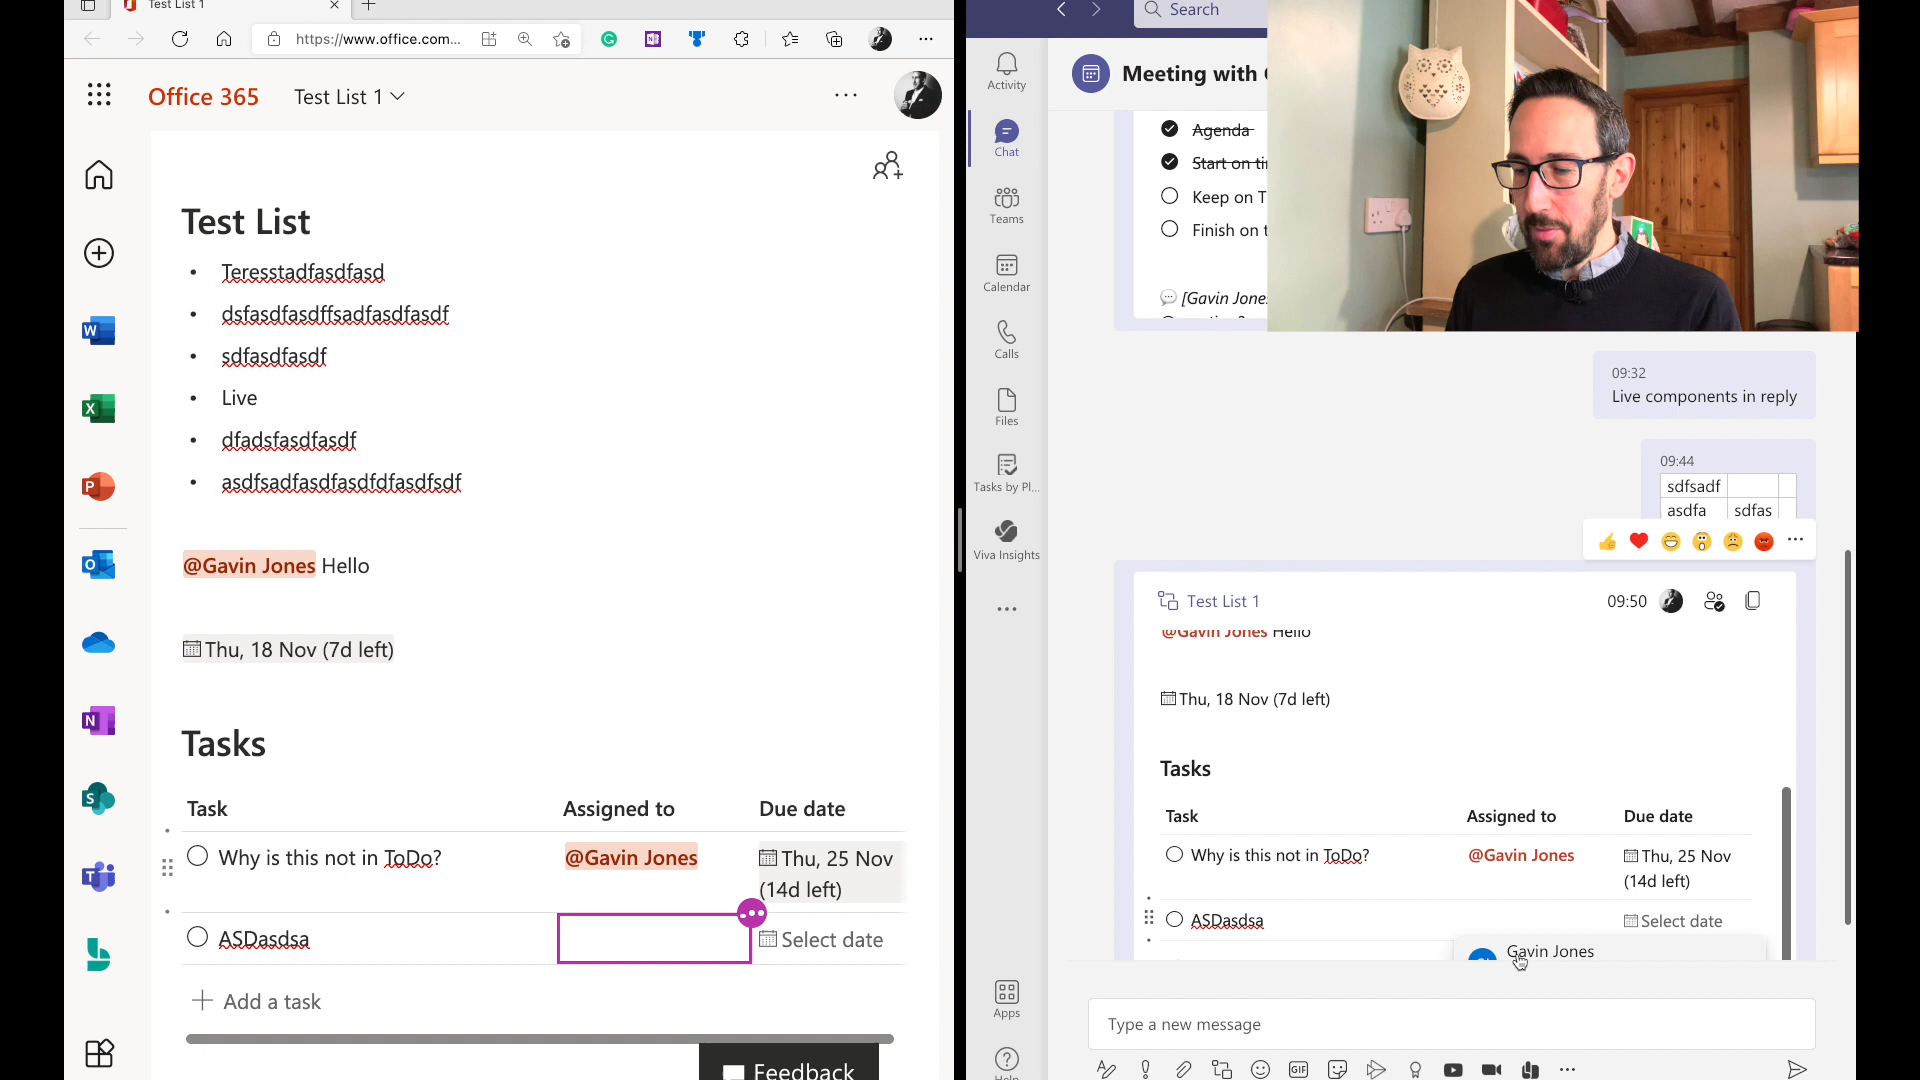 Test List 1
https://www.office.com...
Office 365
Test List 1
Test List
• Teresstadfasdfasd
• dsfasdfasdffsadfasdfasdf
• sdfasdfasdf
• Live
• dfadsfasdfasdf
• asdfsadfasdfasdfdfasdfsdf
@Gavin Jones Hello
Thu, 18 Nov (7d left)
Tasks
Task Assigned to Due date
Why is this not in ToDo? @Gavin Jones Thu, 25 Nov
(14d left)
ASDasdsa Select date
Add a task
Feedback
Search
Activity
Chat
Teams
Calendar
Calls
Files
Tasks by Pl...
Viva Insights
Apps
Help
Meeting with
Agenda
Start on
Keep on T
Finish on
[Gavin Jone
09:32
Live components in reply
09:44
sdfsadf
asdfa sdfas
Test List 1 09:50
@Gavin Jones Hello
Thu, 18 Nov (7d left)
Tasks
Task Assigned to Due date
Why is this not in ToDo? @Gavin Jones Thu, 25 Nov
(14d left)
ASDasdsa Select date
Gavin Jones
Type a new message
GIF